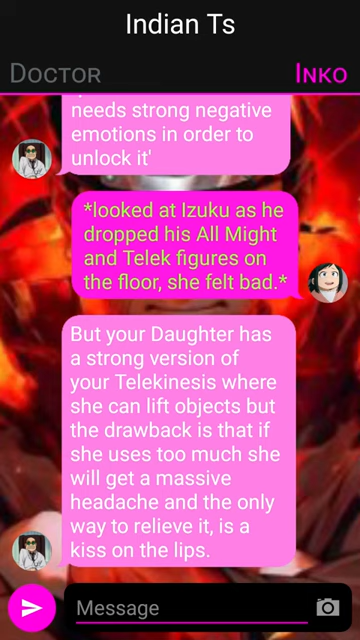 Indian Ts
DOCTOR
INKO
needs strong negative
emotions in order to
unlock it'
*looked at Izuku as he
dropped his All Might
and Telek figures on
the floor, she felt bad.*
But your Daughter has
a strong version of
your Telekinesis where
she can lift objects but
the drawback is that if
she uses too much she
will get a massive
headache and the only
way to relieve it, is a
kiss on the lips.
Message